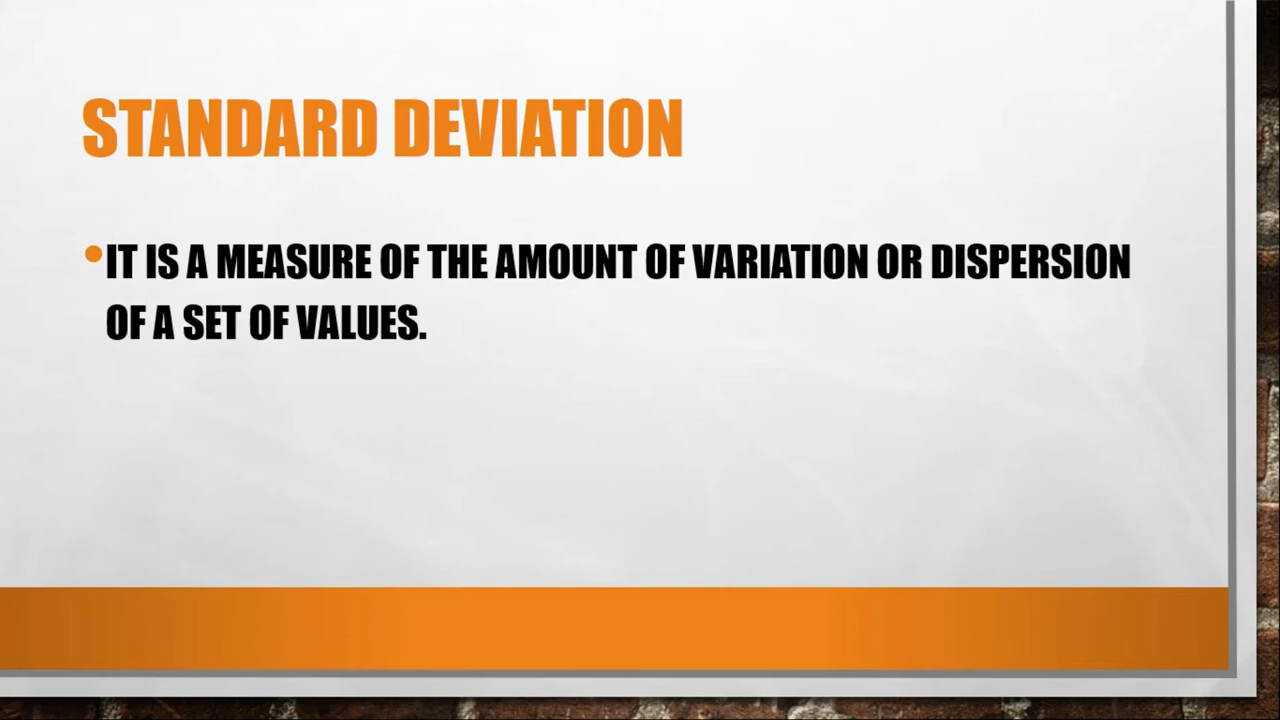 STANDARD DEVIATION
•IT IS A MEASURE OF THE AMOUNT OF VARIATION OR DISPERSION
OF A SET OF VALUES.